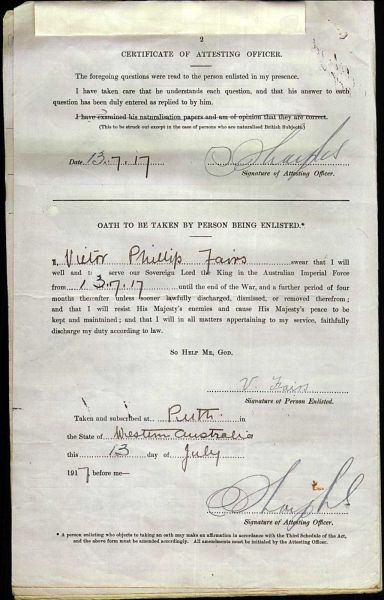 2
CERTIFICATE OF ATTESTING OFFICER.
The foregoing questions were read to the person enlisted in my presence.
I have taken care that he understands each question, and that his answer to each
question has been duly entered as replied to by him.
I have examined his naturalisation papers and am of opinion that they are correct.
(This to be struck out except in the case of persons who are naturalised British Subjects.)
Date 13.7.17
Signature of Attesting Officer.
OATH TO BE TAKEN BY PERSON BEING ENLISTED.*
I, Victor Phillip Fairs swear that I will
well and serve our Sovereign Lord the King in the Australian Imperial Force
from 13.7.17 until the end of the War, and a further period of four
months thereafter unless sooner lawfully discharged, dismissed, or removed therefrom;
and that I will resist His Majesty's enemies and cause His Majesty's peace to be
kept and maintained; and that I will in all matters appertaining to my service, faithfully
discharge my duty according to law.
SO HELP ME, GOD.
V. Fairs
Signature of Person Enlisted.
Taken and subscribed at Perth in
the State of Western Australia
this 13 day of July
1917 before me—
Signature of Attesting Officer.
* A person enlisting who objects to taking an oath may make an affirmation in accordance with the Third Schedule of the Act,
and the above form must be amended accordingly. All amendments must be initialed by the Attesting Officer.